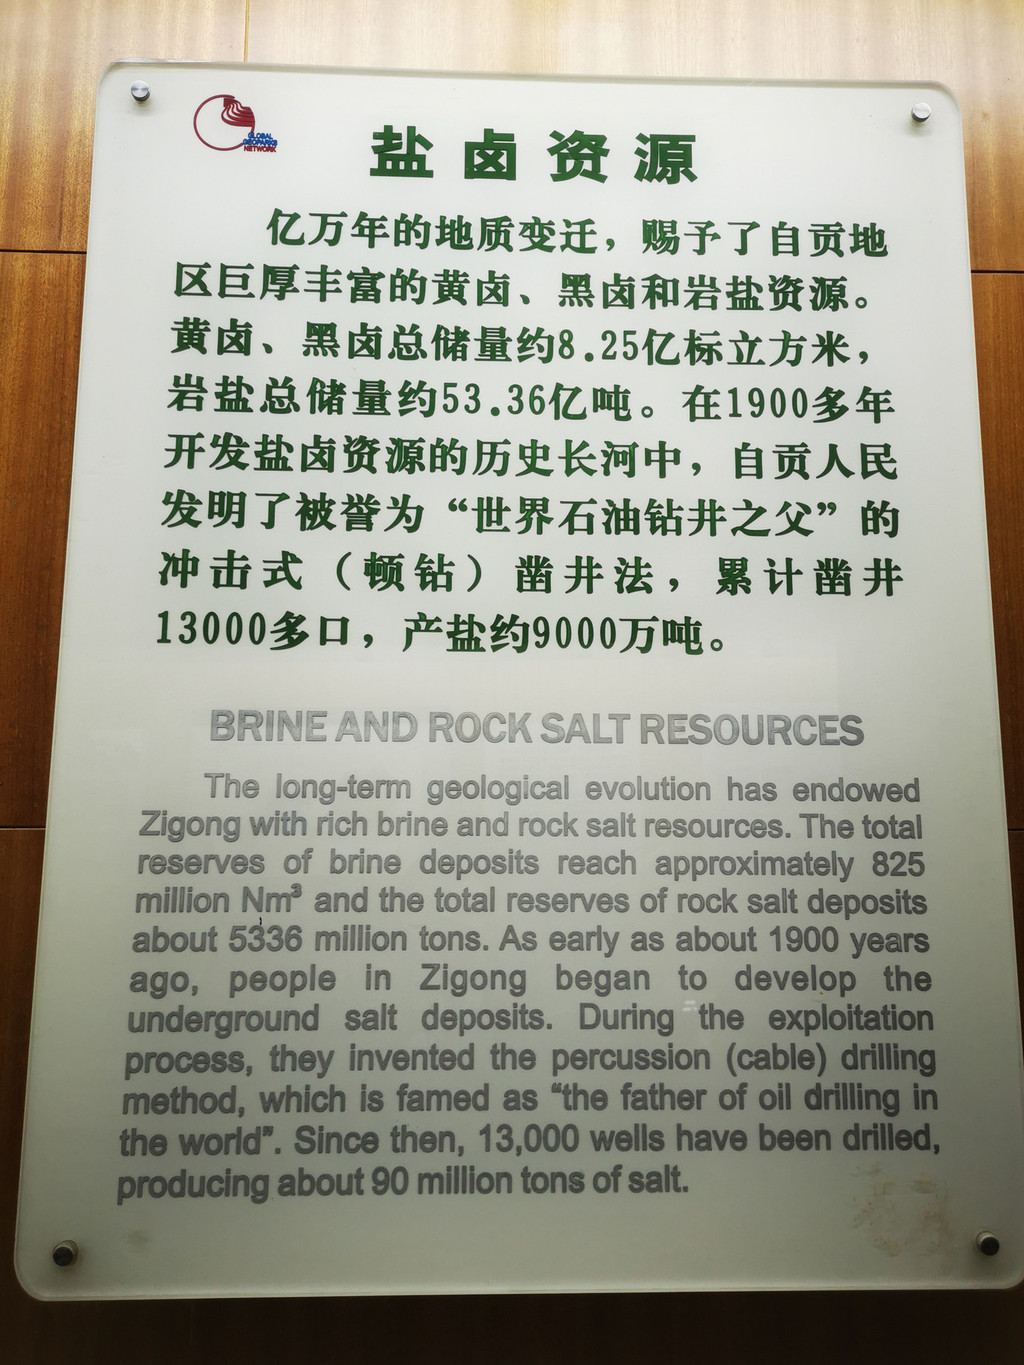 GLOBAL
GEOPARKS
NETWORK
盐卤资源
亿万年的地质变迁，赐予了自贡地
区巨厚丰富的黄卤、黑卤和岩盐资源。
黄卤、黑卤总储量约8.25亿标立方米，
岩盐总储量约53.36亿吨。在1900多年
开发盐卤资源的历史长河中，自贡人民
发明了被誉为“世界石油钻井之父”的
冲击式（顿钻）凿井法，累计凿井
13000多口，产盐约9000万吨。
BRINE AND ROCK SALT RESOURCES
The long-term geological evolution has endowed
Zigong with rich brine and rock salt resources. The total
reserves of brine deposits reach approximately 825
million Nm³ and the total reserves of rock salt deposits
about 5336 million tons. As early as about 1900 years
ago, people in Zigong began to develop the
underground salt deposits. During the exploitation
process, they invented the percussion (cable) drilling
method, which is famed as “the father of oil drilling in
the world”. Since then, 13,000 wells have been drilled,
producing about 90 million tons of salt.